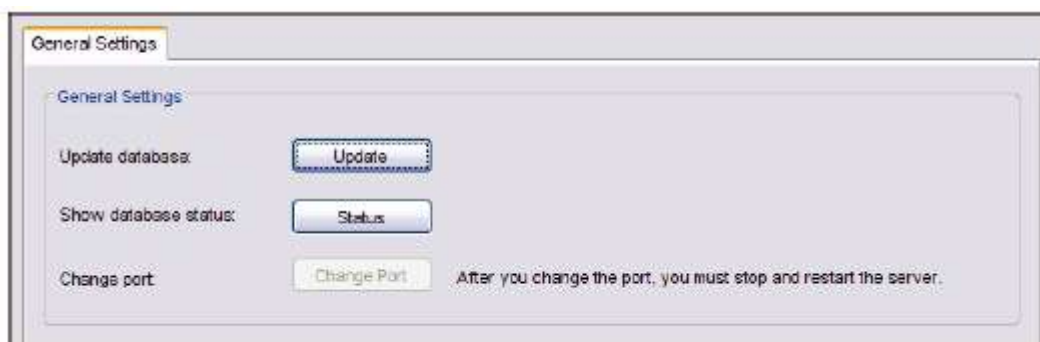 General Settings
General Settings
Update database: Update
Show database status: Status
Change port: Change Port After you change the port, you must stop and restart the server.